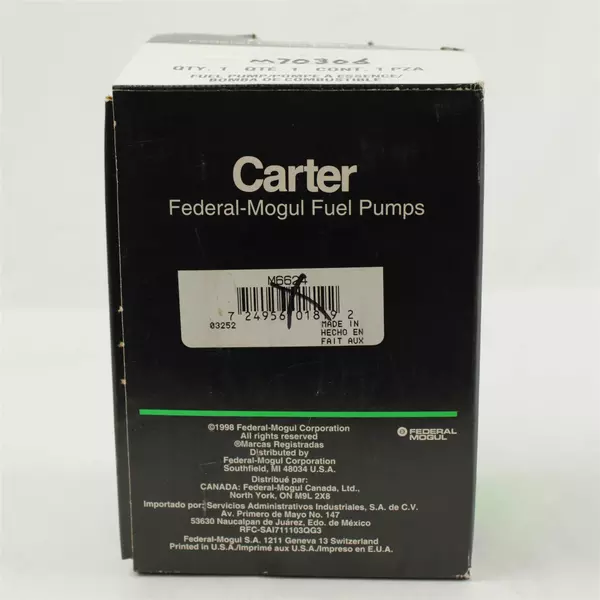 M70306
QTY. 1 QTE. 1 CONT. 1 PZA
FUEL PUMP/POMPE A ESSENCE/
BOMBA DE COMBUSTIBLE
Carter
Federal-Mogul Fuel Pumps
M6624
7 24956 01819 2
03252
MADE IN
HECHO EN
FAIT AUX
©1998 Federal-Mogul Corporation
All rights reserved
®Marcas Registradas
Distributed by
Federal-Mogul Corporation
Southfield, MI 48034 U.S.A.
Distribué par:
CANADA: Federal-Mogul Canada, Ltd.,
North York, ON M9L 2X8
Importado por: Servicios Administrativos Industriales, S.A. de C.V.
Av. Primero de Mayo No. 147
53630 Naucalpan de Juárez, Edo. de México
RFC-SAI711103QG3
Federal-Mogul S.A. 1211 Geneva 13 Switzerland
Printed in U.S.A./Imprimé aux U.S.A./Impreso en E.U.A.
FEDERAL
MOGUL